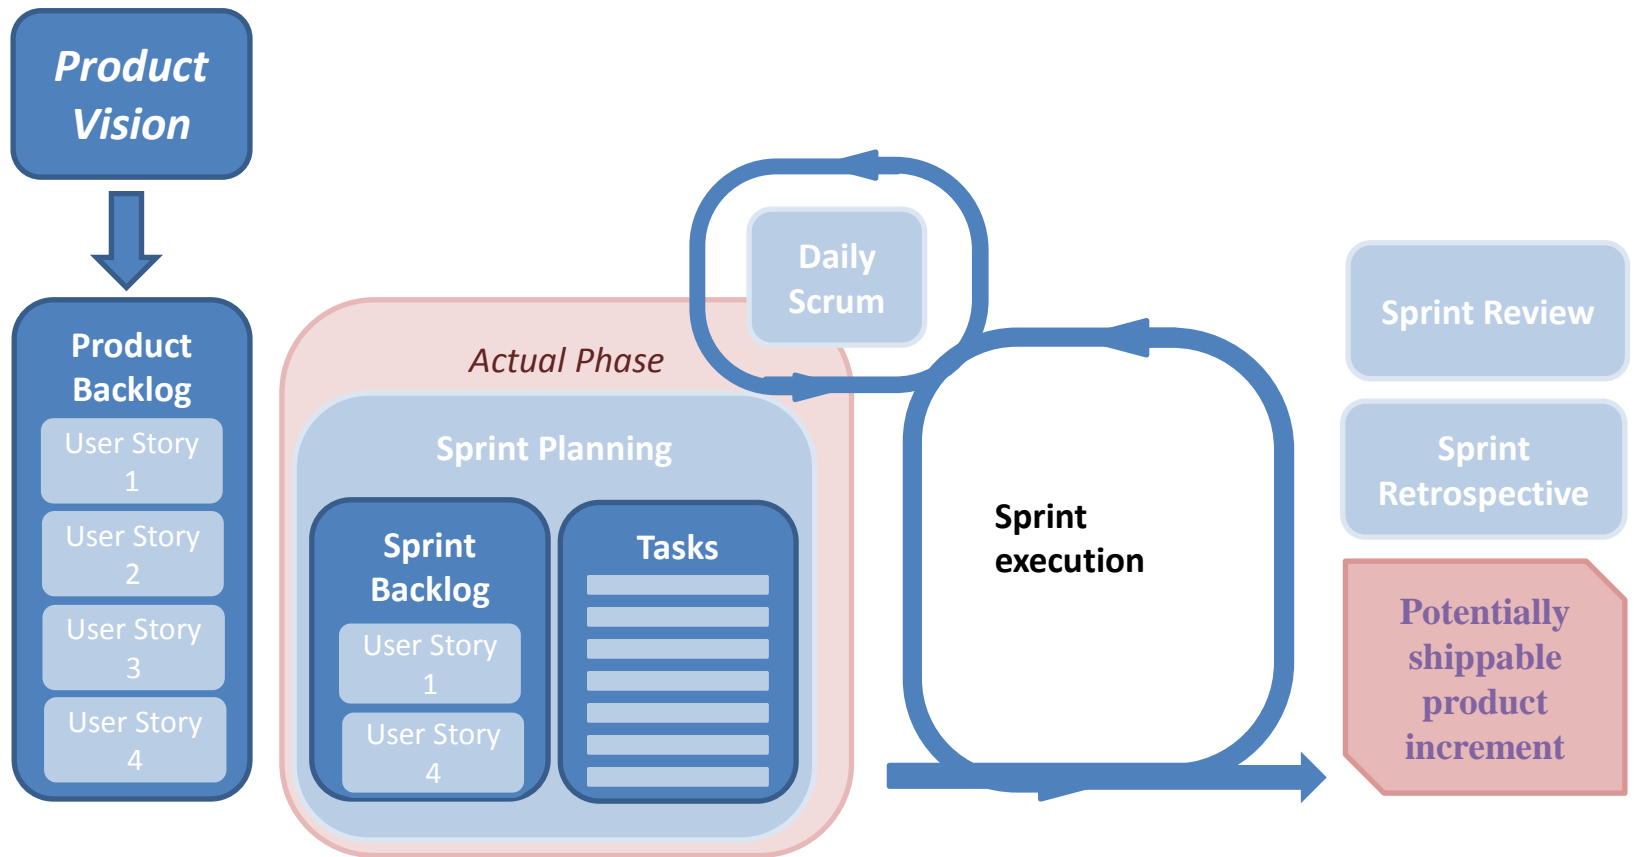 Product
Vision
Product
Backlog
User Story
1
User Story
2
User Story
3
User Story
4
Actual Phase
Sprint Planning
Sprint
Backlog
User Story
1
User Story
4
Tasks
Daily
Scrum
Sprint
execution
Sprint Review
Sprint
Retrospective
Potentially
shippable
product
increment